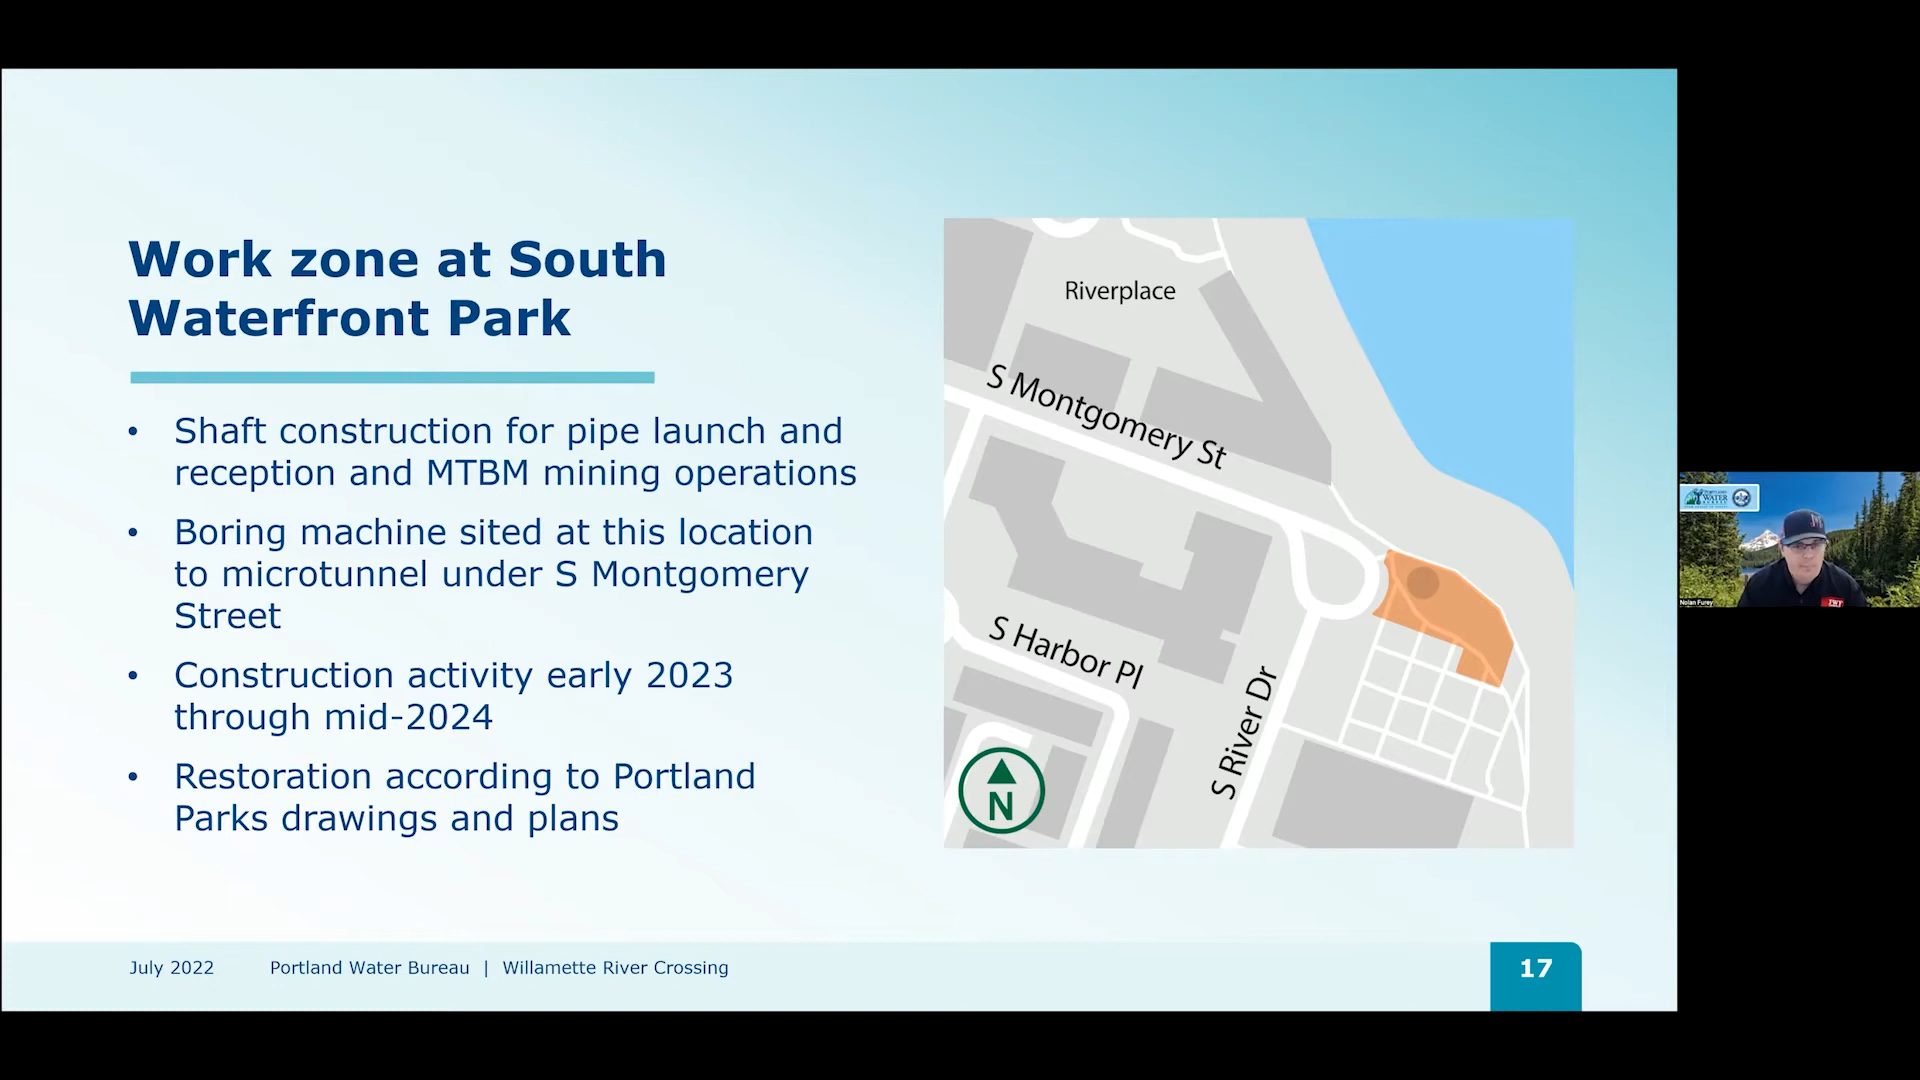 Work zone at South
Waterfront Park
• Shaft construction for pipe launch and
reception and MTBM mining operations
• Boring machine sited at this location
to microtunnel under S Montgomery
Street
• Construction activity early 2023
through mid-2024
• Restoration according to Portland
Parks drawings and plans
Riverplace
S Montgomery St
S Harbor Pl
S River Dr
N
July 2022
Portland Water Bureau | Willamette River Crossing
17
WATER
Nolan Furey